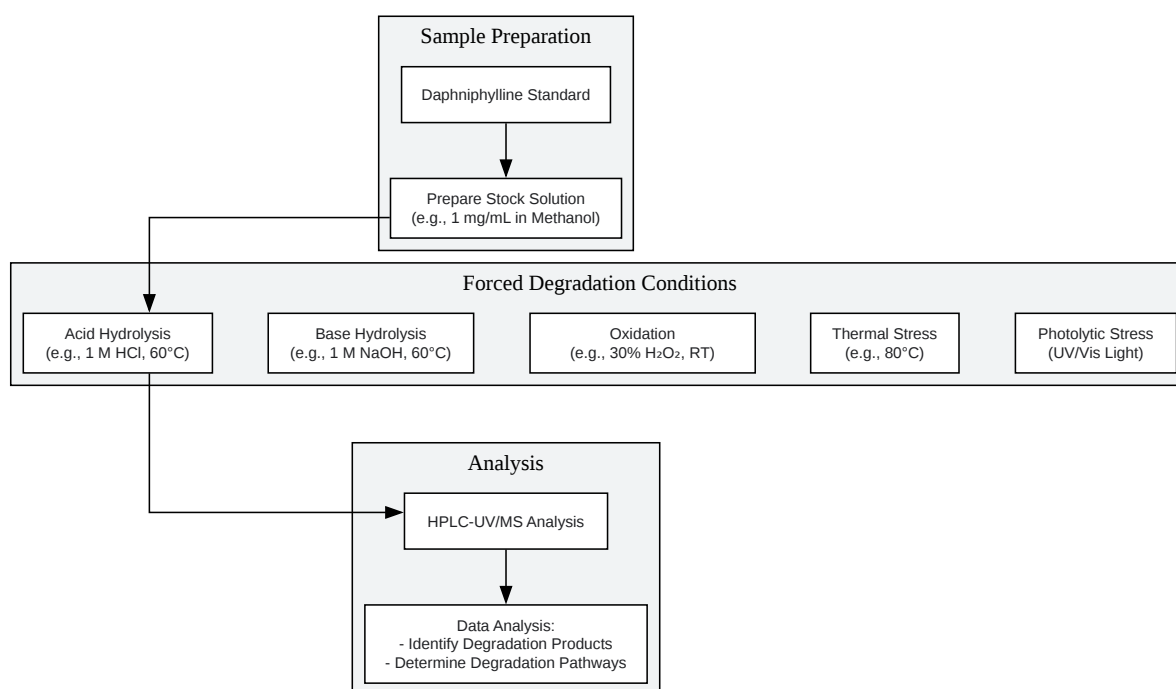 Sample Preparation
Daphniphylline Standard
Prepare Stock Solution
(e.g., 1 mg/mL in Methanol)
Forced Degradation Conditions
Acid Hydrolysis
(e.g., 1 M HCl, 60°C)
Base Hydrolysis
(e.g., 1 M NaOH, 60°C)
Oxidation
(e.g., 30% H₂O₂, RT)
Thermal Stress
(e.g., 80°C)
Photolytic Stress
(UV/Vis Light)
Analysis
HPLC-UV/MS Analysis
Data Analysis:
- Identify Degradation Products
- Determine Degradation Pathways